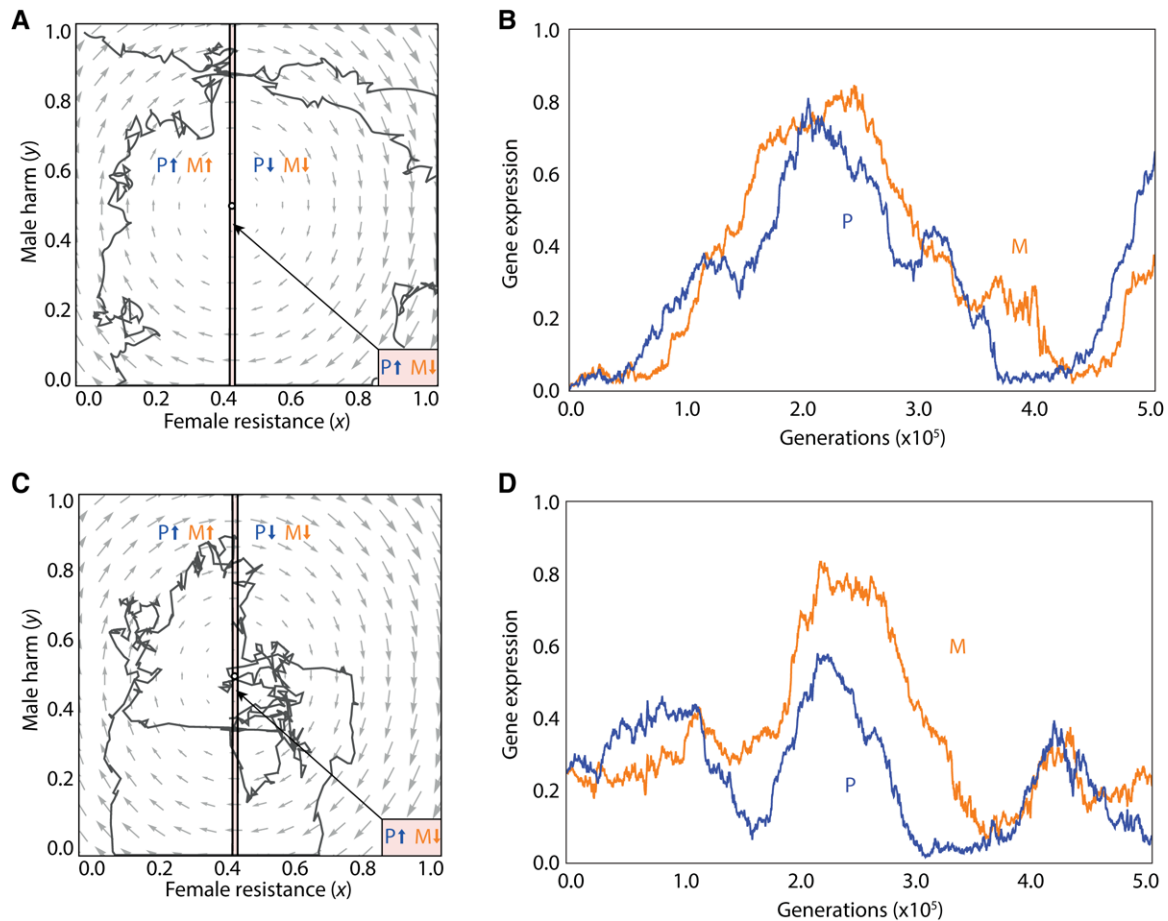 A
1.0
0.8
0.6
0.4
0.2
0.0
Male harm (y)
P↑ M↑
P↓ M↓
P↑ M↓
0.0 0.2 0.4 0.6 0.8 1.0
Female resistance (x)
B
1.0
0.8
0.6
0.4
0.2
0.0
Gene expression
P
M
0.0 1.0 2.0 3.0 4.0 5.0
Generations (x10⁵)
C
1.0
0.8
0.6
0.4
0.2
0.0
Male harm (y)
P↑ M↑
P↓ M↓
P↑ M↓
0.0 0.2 0.4 0.6 0.8 1.0
Female resistance (x)
D
1.0
0.8
0.6
0.4
0.2
0.0
Gene expression
M
P
0.0 1.0 2.0 3.0 4.0 5.0
Generations (x10⁵)